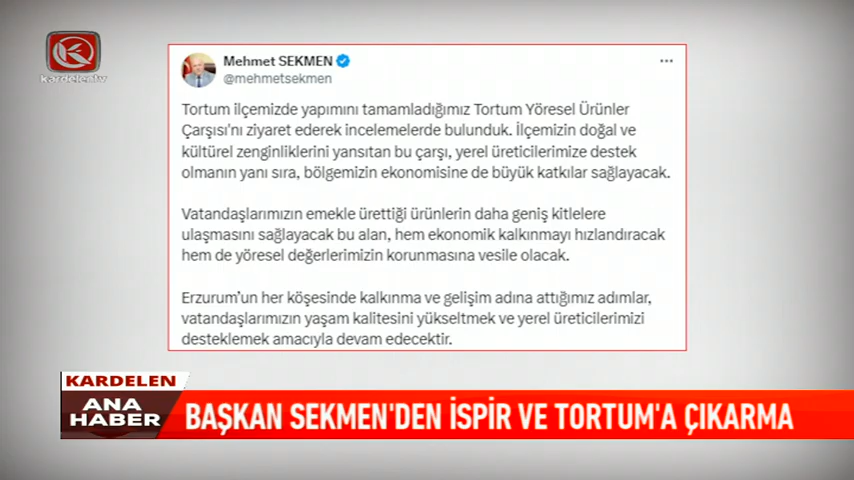 kardelentv
Mehmet SEKMEN
@mehmetsekmen
Tortum ilçemizde yapımını tamamladığımız Tortum Yöresel Ürünler
Çarşısı'nı ziyaret ederek incelemelerde bulunduk. İlçemizin doğal ve
kültürel zenginliklerini yansıtan bu çarşı, yerel üreticilerimize destek
olmanın yanı sıra, bölgemizin ekonomisine de büyük katkılar sağlayacak.
Vatandaşlarımızın emekle ürettiği ürünlerin daha geniş kitlelere
ulaşmasını sağlayacak bu alan, hem ekonomik kalkınmayı hızlandıracak
hem de yöresel değerlerimizin korunmasına vesile olacak.
Erzurum'un her köşesinde kalkınma ve gelişim adına attığımız adımlar,
vatandaşlarımızın yaşam kalitesini yükseltmek ve yerel üreticilerimizi
desteklemek amacıyla devam edecektir.
KARDELEN
ANA
HABER
BAŞKAN SEKMEN'DEN İSPİR VE TORTUM'A ÇIKARMA